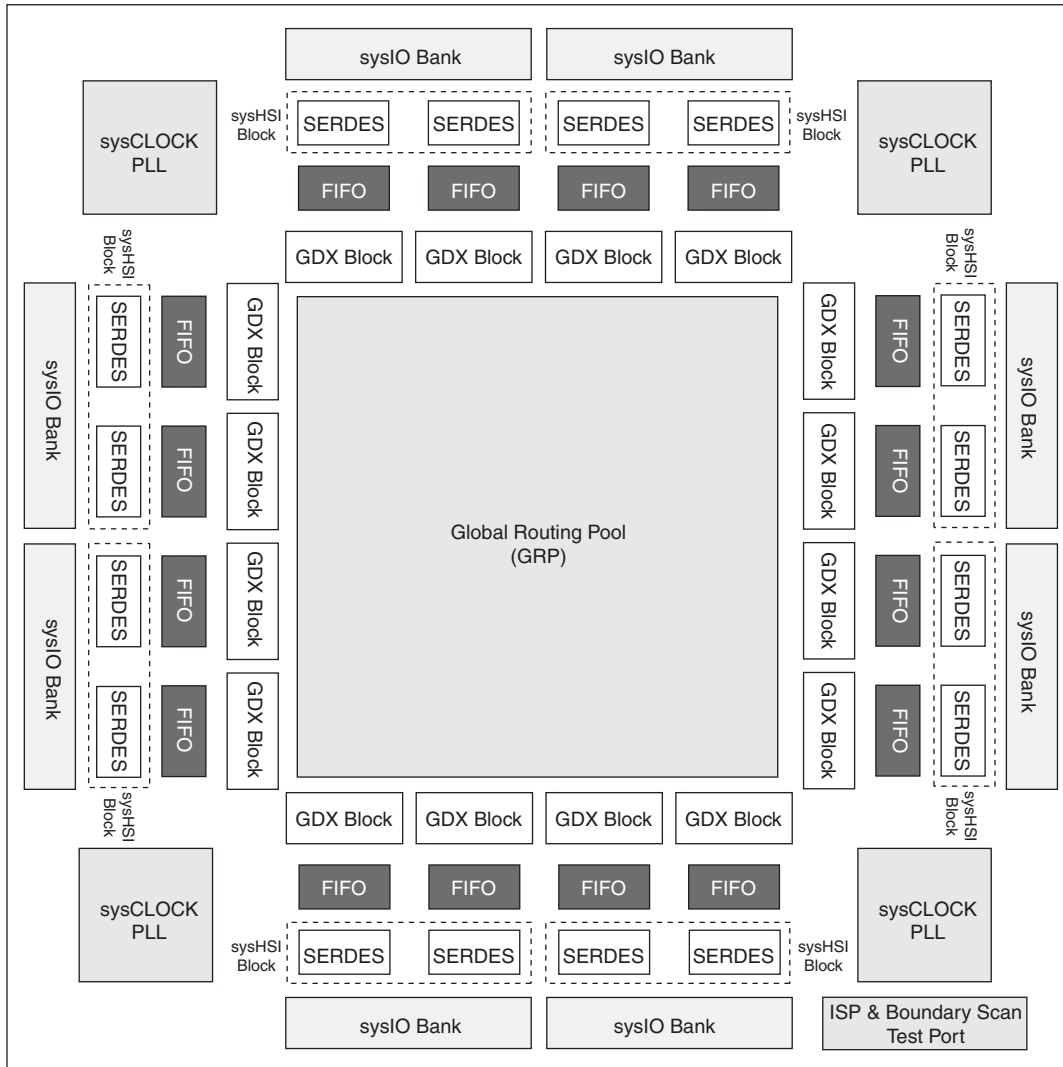 sysIO Bank
sysIO Bank
sysCLOCK
PLL
sysHSI
Block
SERDES
SERDES
SERDES
SERDES
sysHSI
Block
sysCLOCK
PLL
FIFO
FIFO
FIFO
FIFO
sysHSI
Block
GDX Block
GDX Block
GDX Block
GDX Block
sysHSI
Block
sysIO Bank
SERDES
FIFO
GDX Block
GDX Block
FIFO
SERDES
sysIO Bank
SERDES
FIFO
GDX Block
GDX Block
FIFO
SERDES
Global Routing Pool
(GRP)
sysIO Bank
SERDES
FIFO
GDX Block
GDX Block
FIFO
SERDES
sysIO Bank
SERDES
FIFO
GDX Block
GDX Block
FIFO
SERDES
sysHSI
Block
GDX Block
GDX Block
GDX Block
GDX Block
sysHSI
Block
sysCLOCK
PLL
FIFO
FIFO
FIFO
FIFO
sysCLOCK
PLL
sysHSI
Block
SERDES
SERDES
SERDES
SERDES
sysHSI
Block
sysIO Bank
sysIO Bank
ISP & Boundary Scan
Test Port